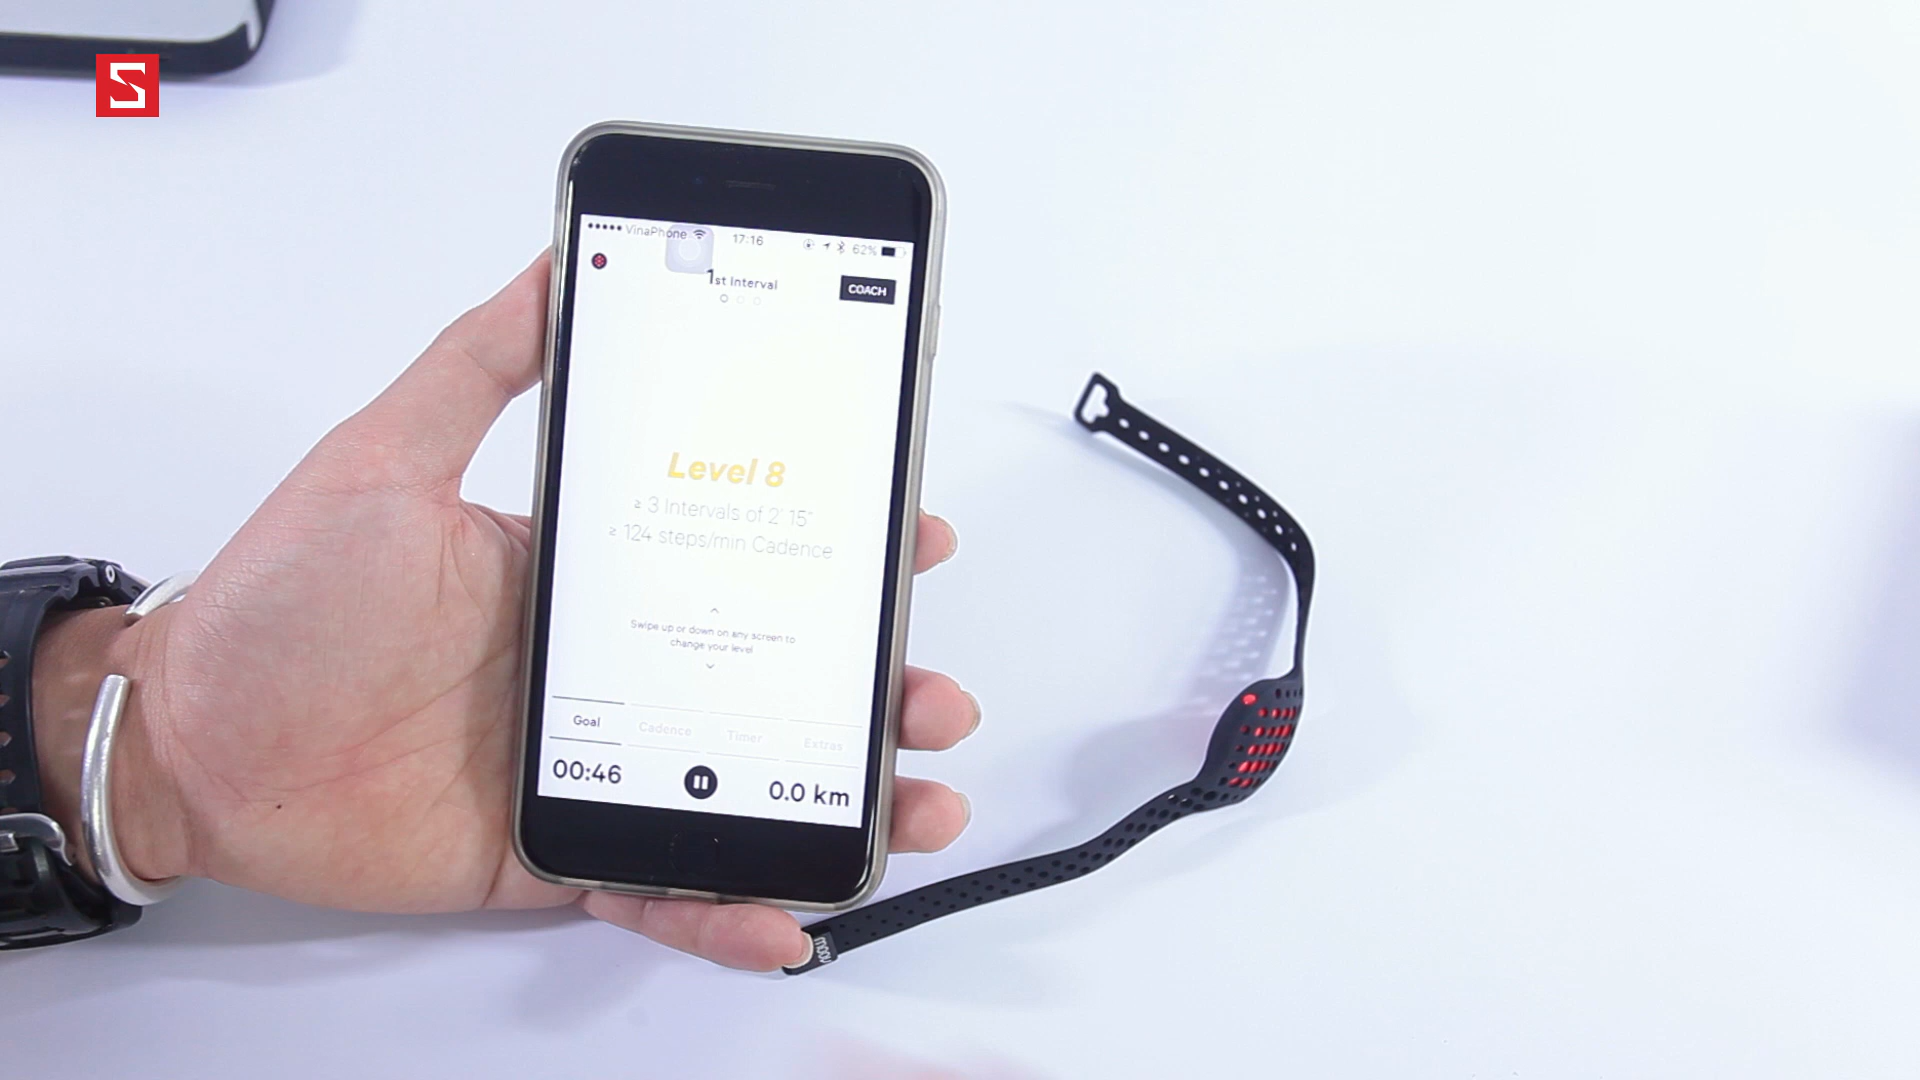 S
VinaPhone 17:16 62%
1st Interval
COACH
Level 8
≥ 3 Intervals of 2' 15"
≥ 124 steps/min Cadence
Swipe up or down on any screen to
change your level
Goal Cadence Timer Extras
00:46 0.0 km
moov